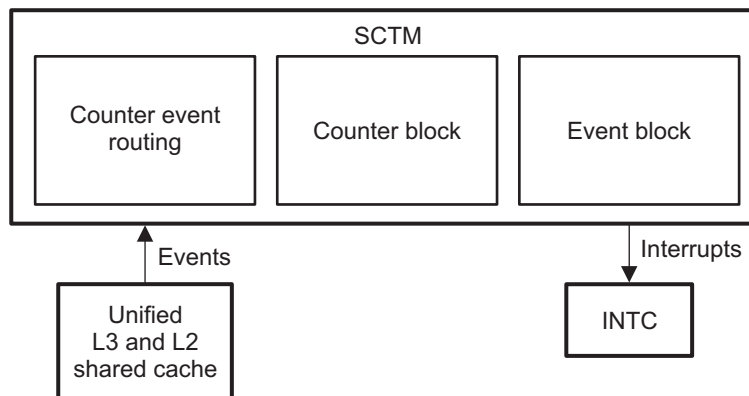 SCTM
Counter event
routing
Counter block
Event block
Events
Interrupts
Unified
L3 and L2
shared cache
INTC